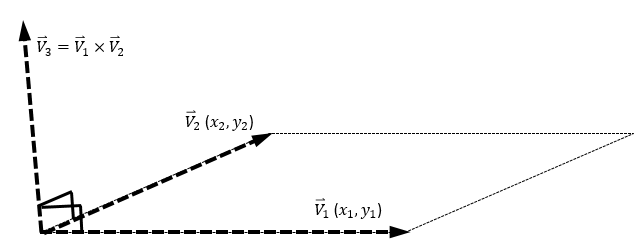 V⃗₃ = V⃗₁ × V⃗₂
V⃗₂ (x₂, y₂)
V⃗₁ (x₁, y₁)